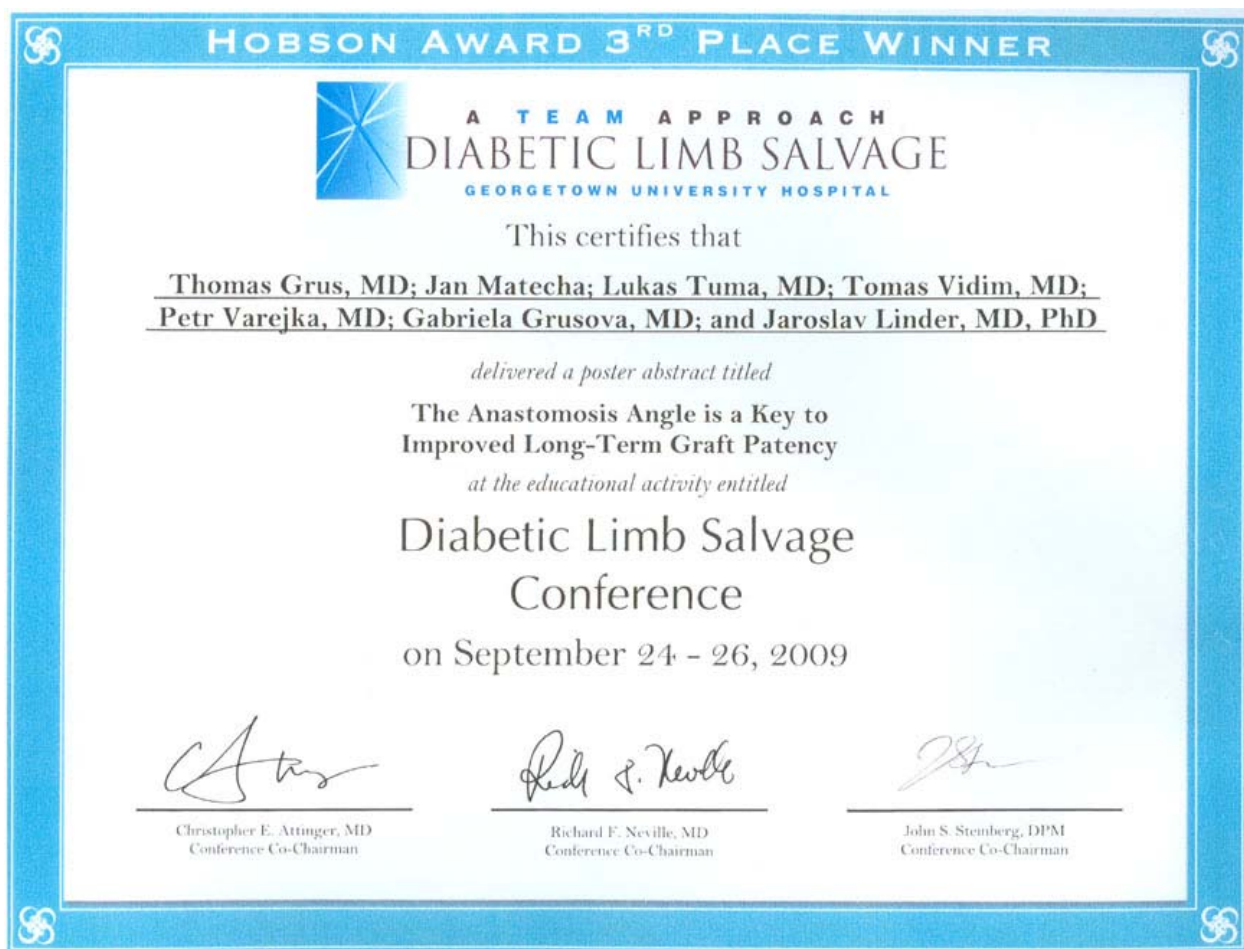 HOBSON AWARD 3RD PLACE WINNER
A TEAM APPROACH
DIABETIC LIMB SALVAGE
GEORGETOWN UNIVERSITY HOSPITAL
This certifies that
Thomas Grus, MD; Jan Matecha; Lukas Tuma, MD; Tomas Vidim, MD;
Petr Varejka, MD; Gabriela Grusova, MD; and Jaroslav Linder, MD, PhD
delivered a poster abstract titled
The Anastomosis Angle is a Key to
Improved Long-Term Graft Patency
at the educational activity entitled
Diabetic Limb Salvage
Conference
on September 24 - 26, 2009
Christopher E. Attinger, MD
Conference Co-Chairman
Richard F. Neville, MD
Conference Co-Chairman
John S. Steinberg, DPM
Conference Co-Chairman